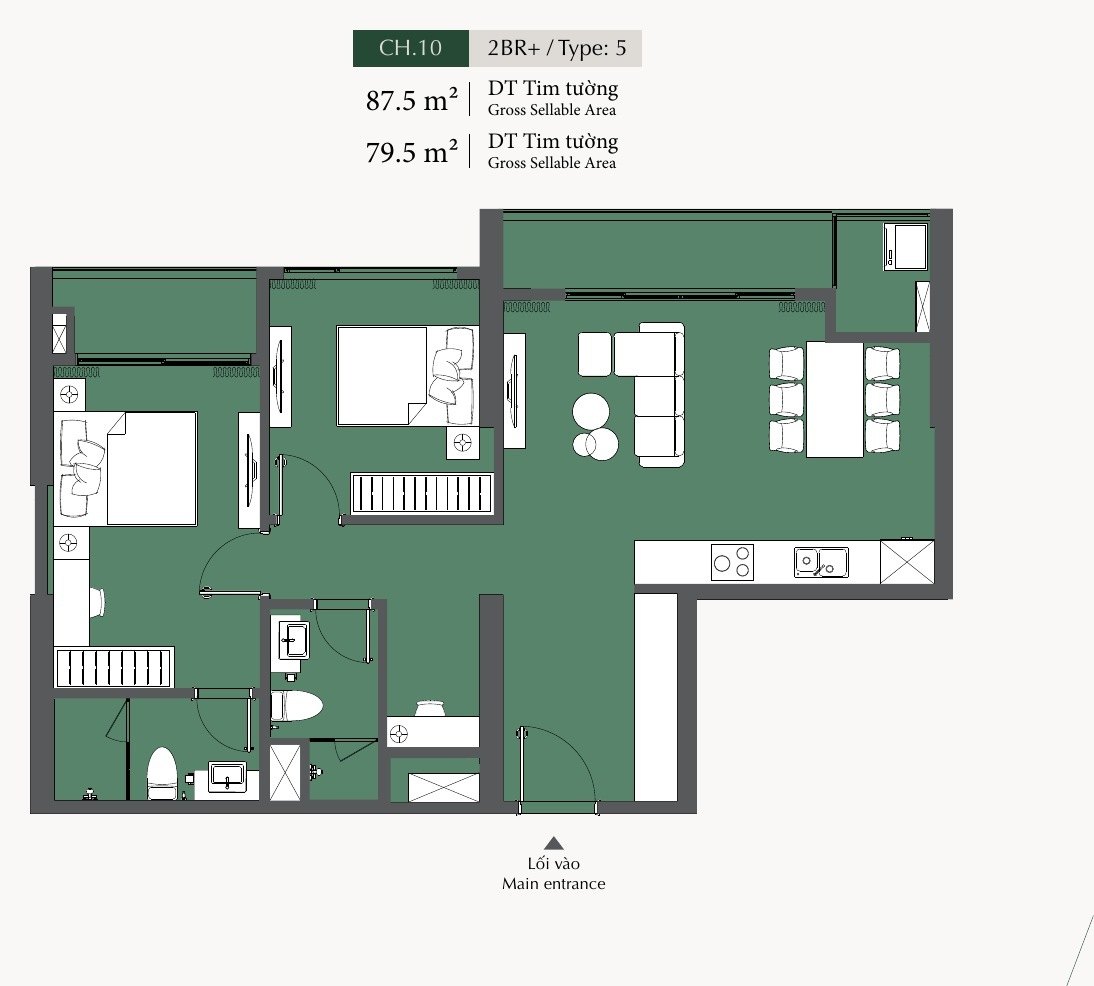 CH.10 2BR+ / Type: 5
87.5 m² DT Tim tường
Gross Sellable Area
79.5 m² DT Tim tường
Gross Sellable Area
Lối vào
Main entrance